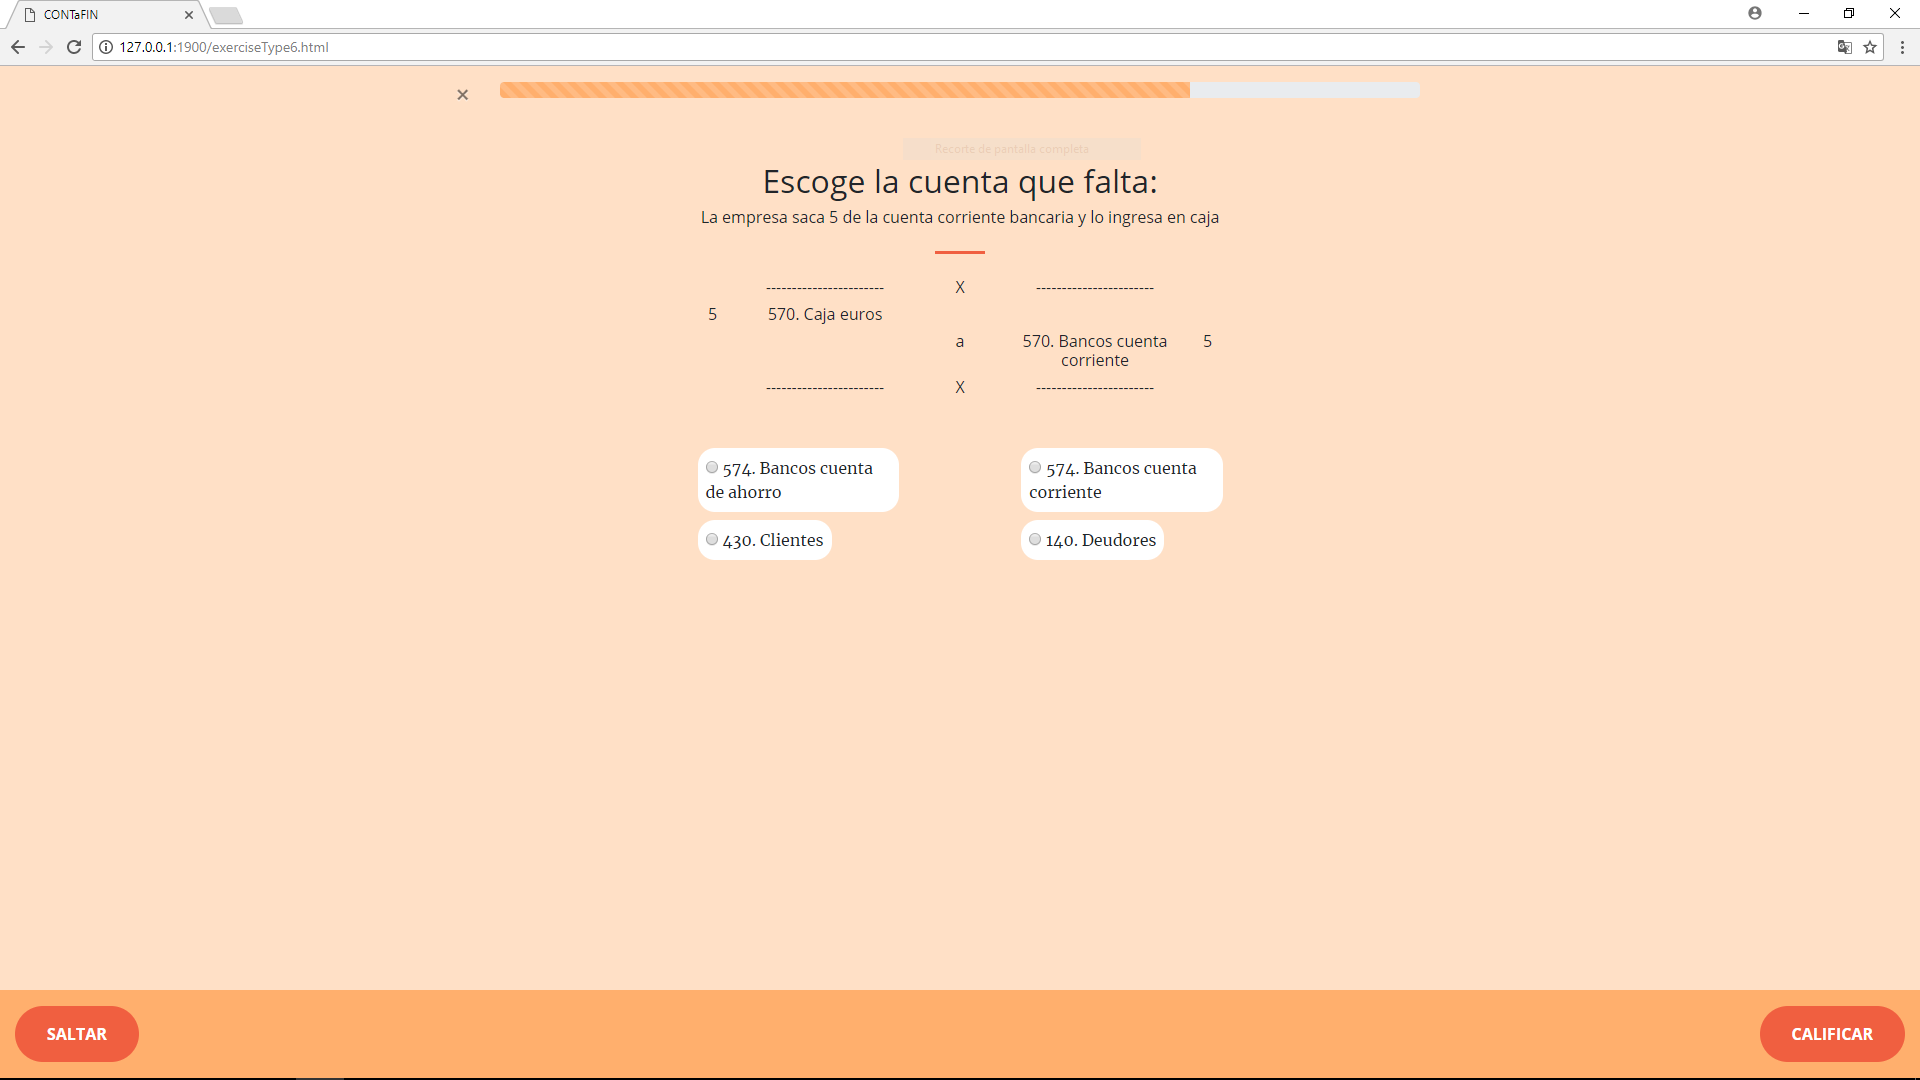 CONTaFIN
127.0.0.1:1900/exerciseType6.html
Recorte de pantalla completa
Escoge la cuenta que falta:
La empresa saca 5 de la cuenta corriente bancaria y lo ingresa en caja
----------------------- X -----------------------
5 570. Caja euros
a 570. Bancos cuenta 5
corriente
----------------------- X -----------------------
574. Bancos cuenta
de ahorro
574. Bancos cuenta
corriente
430. Clientes
140. Deudores
SALTAR
CALIFICAR